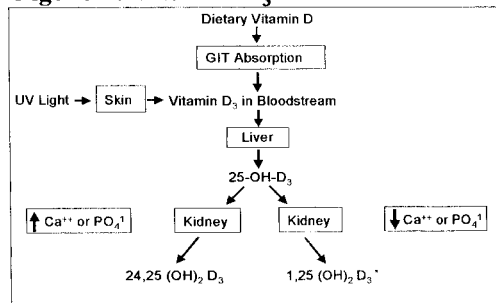 Dietary Vitamin D
GIT Absorption
UV Light Skin Vitamin D₃ in Bloodstream
Liver
25-OH-D₃
Ca⁺⁺ or PO₄¹ Kidney Kidney Ca⁺⁺ or PO₄¹
24,25 (OH)₂ D₃ 1,25 (OH)₂ D₃*